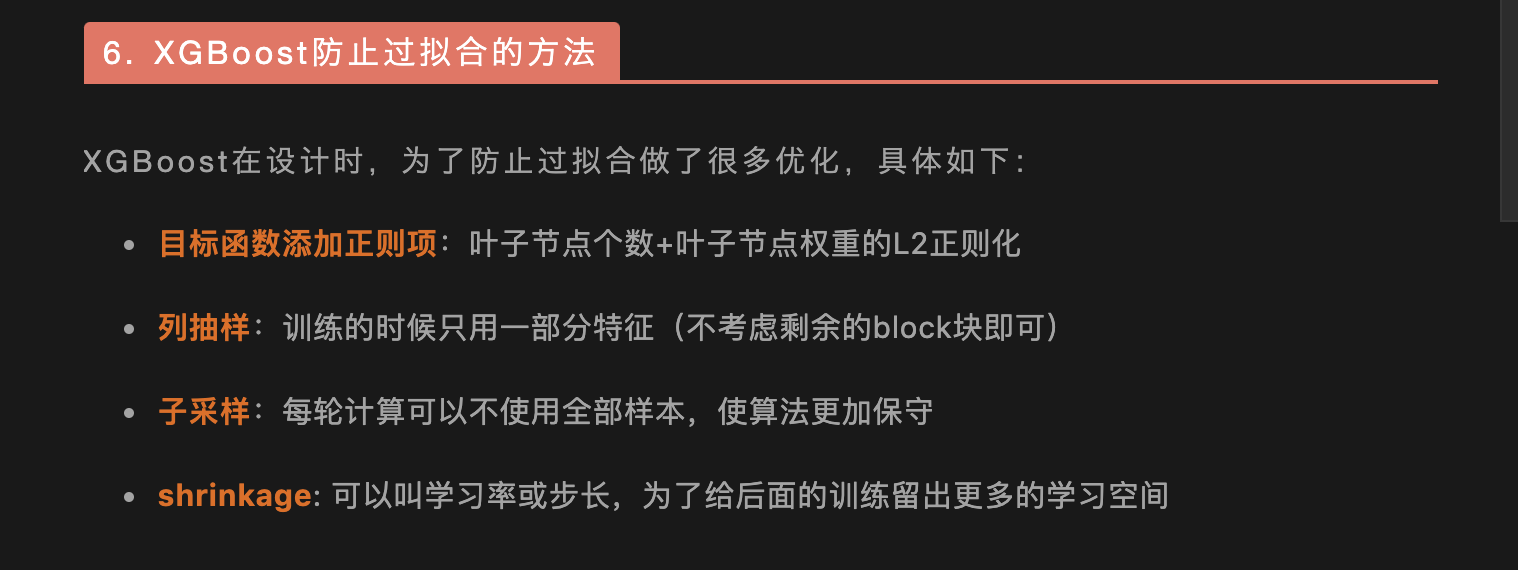 6. XGBoost防止过拟合的方法
XGBoost在设计时，为了防止过拟合做了很多优化，具体如下：
• 目标函数添加正则项：叶子节点个数+叶子节点权重的L2正则化
• 列抽样：训练的时候只用一部分特征（不考虑剩余的block块即可）
• 子采样：每轮计算可以不使用全部样本，使算法更加保守
• shrinkage: 可以叫学习率或步长，为了给后面的训练留出更多的学习空间